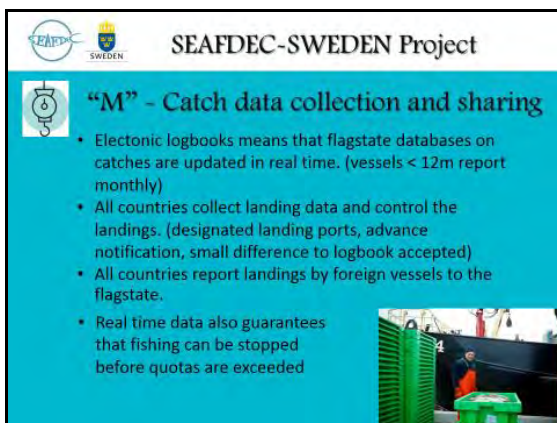 SEAFDEC
SWEDEN
SEAFDEC-SWEDEN Project
“M” - Catch data collection and sharing
• Electonic logbooks means that flagstate databases on
catches are updated in real time. (vessels < 12m report
monthly)
• All countries collect landing data and control the
landings. (designated landing ports, advance
notification, small difference to logbook accepted)
• All countries report landings by foreign vessels to the
flagstate.
• Real time data also guarantees
that fishing can be stopped
before quotas are exceeded
4